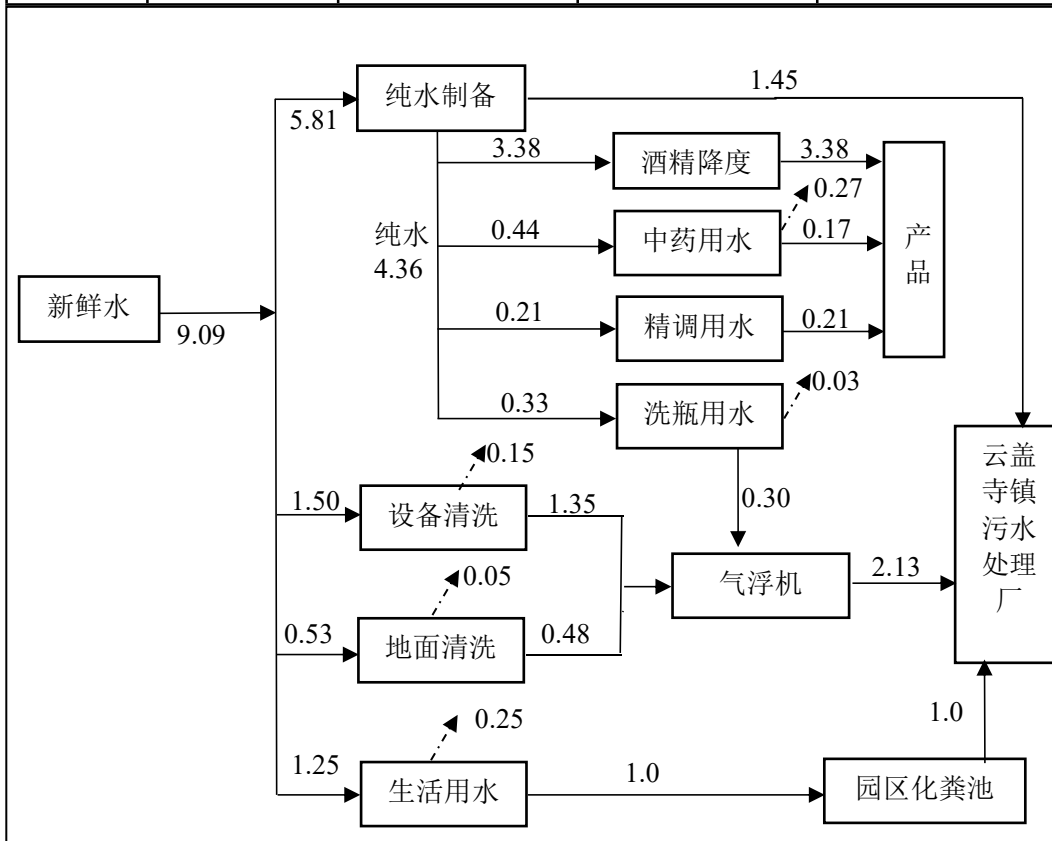 纯水制备
1.45
5.81
3.38
酒精降度
3.38
0.27
纯水
4.36
0.44
中药用水
0.17
产
品
新鲜水
9.09
0.21
精调用水
0.21
0.33
洗瓶用水
0.03
0.15
1.50
设备清洗
1.35
0.30
云盖
寺镇
污水
处理
厂
0.05
气浮机
2.13
0.53
地面清洗
0.48
0.25
1.25
生活用水
1.0
园区化粪池
1.0